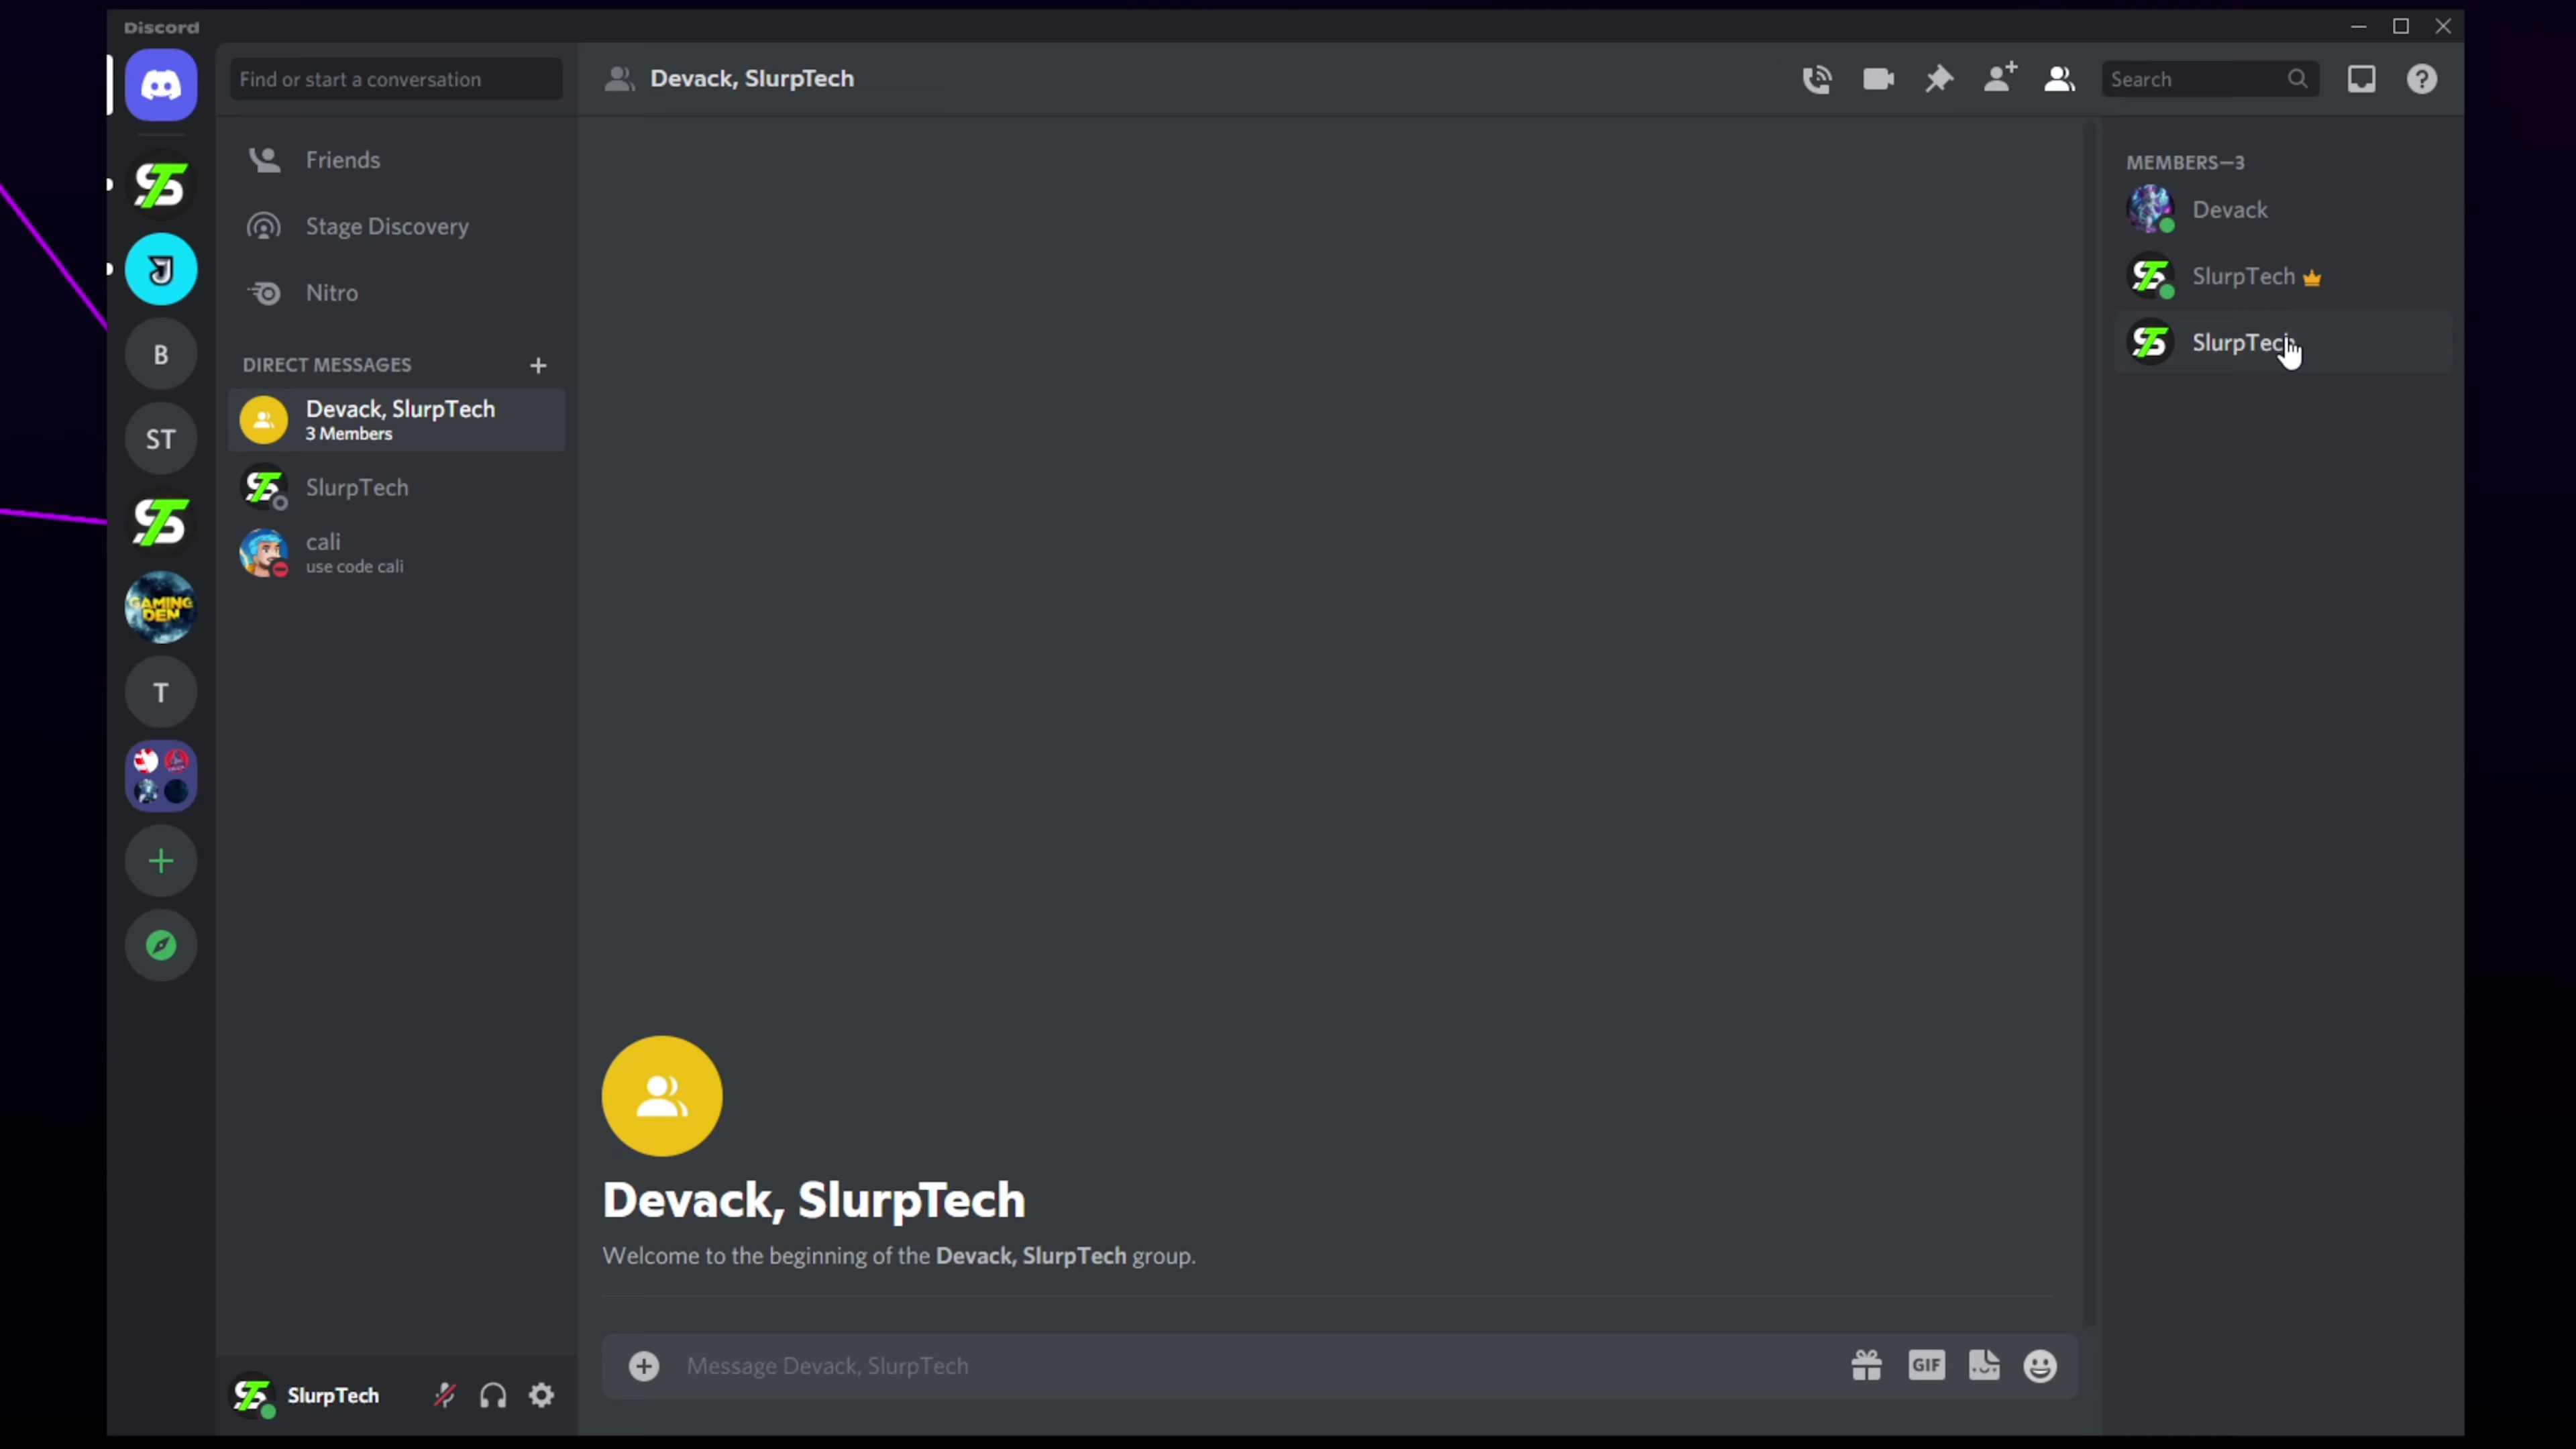 Discord
Find or start a conversation
Devack, SlurpTech
Search
Friends
Stage Discovery
Nitro
DIRECT MESSAGES
Devack, SlurpTech
3 Members
SlurpTech
cali
use code cali
B
ST
GAMING
DEN
T
MEMBERS—3
Devack
SlurpTech
SlurpTech
Devack, SlurpTech
Welcome to the beginning of the Devack, SlurpTech group.
Message Devack, SlurpTech
GIF
SlurpTech